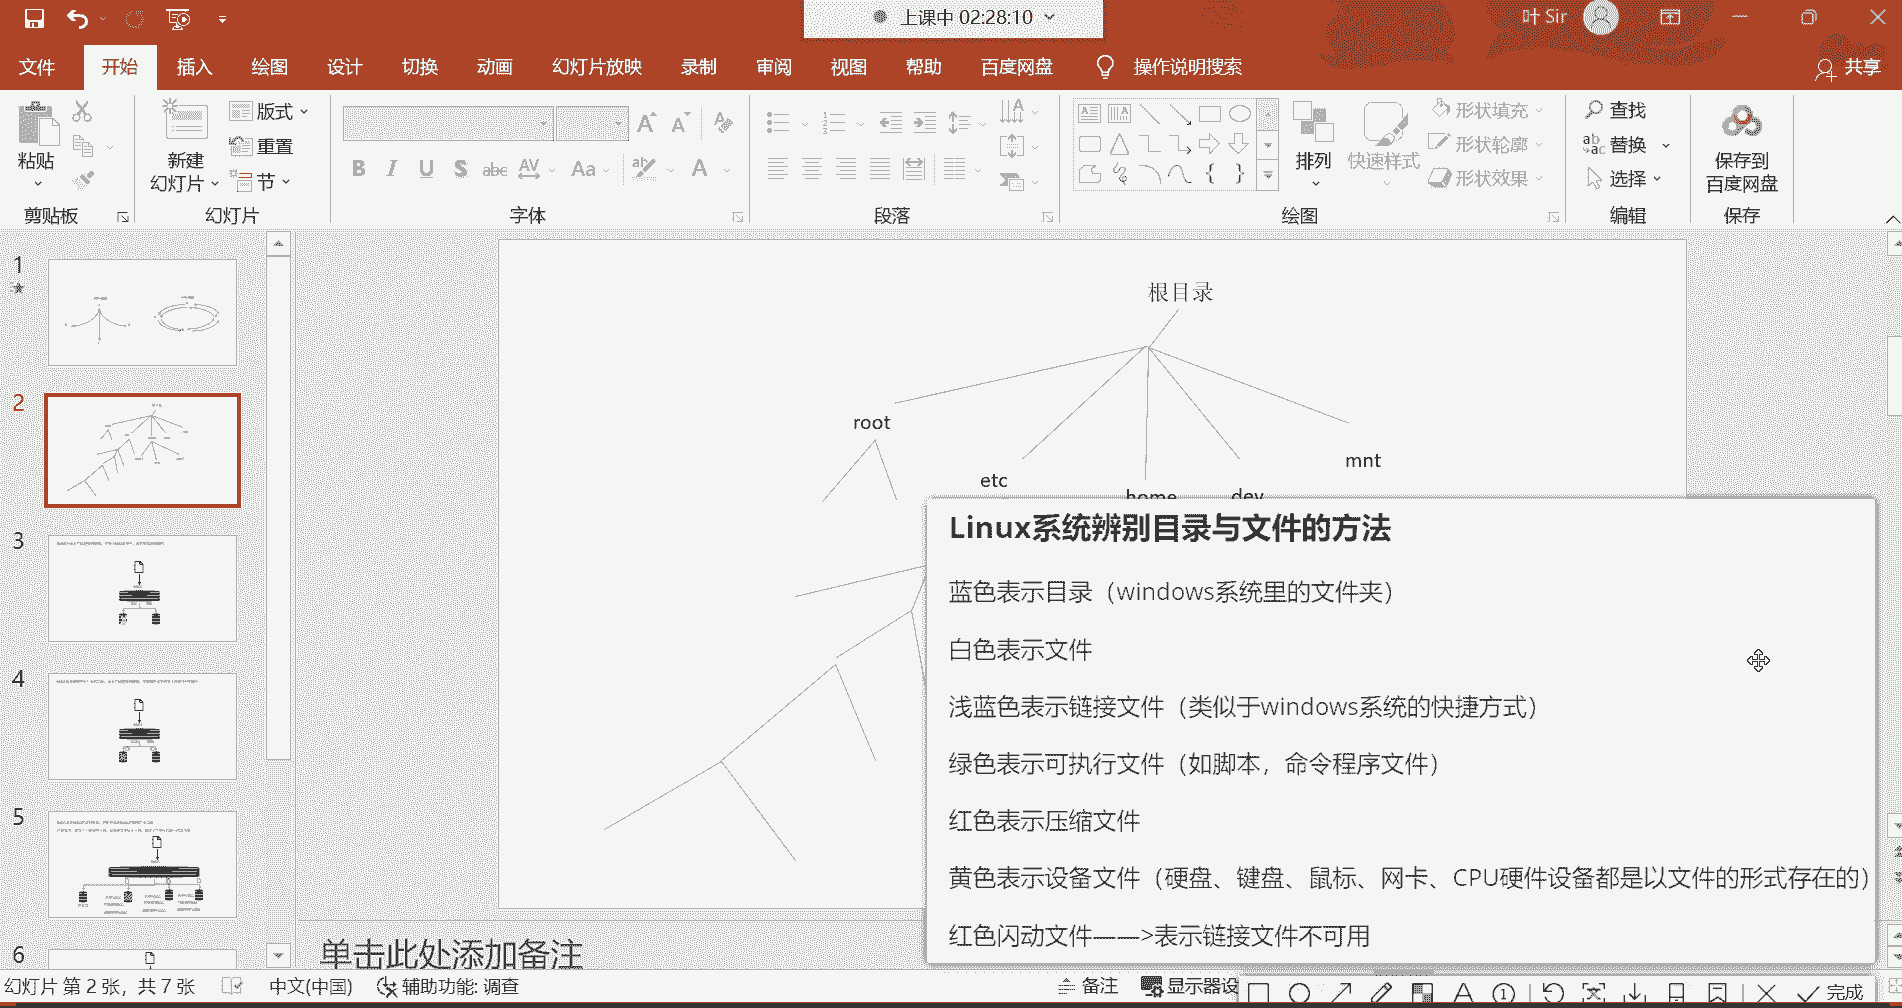 上课中 02:28:10
叶 Sir
文件 开始 插入 绘图 设计 切换 动画 幻灯片放映 录制 审阅 视图 帮助 百度网盘 操作说明搜索 共享
粘贴
剪贴板
新建
幻灯片
版式
重置
节
幻灯片
B I U S abc AV Aa A
字体
段落
排列
快速样式
形状填充
形状轮廓
形状效果
绘图
查找
替换
选择
编辑
保存到
百度网盘
保存
1
2
3
4
5
6
根目录
root
etc
home
dev
mnt
Linux系统辨别目录与文件的方法
蓝色表示目录（windows系统里的文件夹）
白色表示文件
浅蓝色表示链接文件（类似于windows系统的快捷方式）
绿色表示可执行文件（如脚本，命令程序文件）
红色表示压缩文件
黄色表示设备文件（硬盘、键盘、鼠标、网卡、CPU硬件设备都是以文件的形式存在的）
红色闪动文件——>表示链接文件不可用
单击此处添加备注
幻灯片 第 2 张，共 7 张 中文(中国) 辅助功能: 调查 备注 显示器设
完成